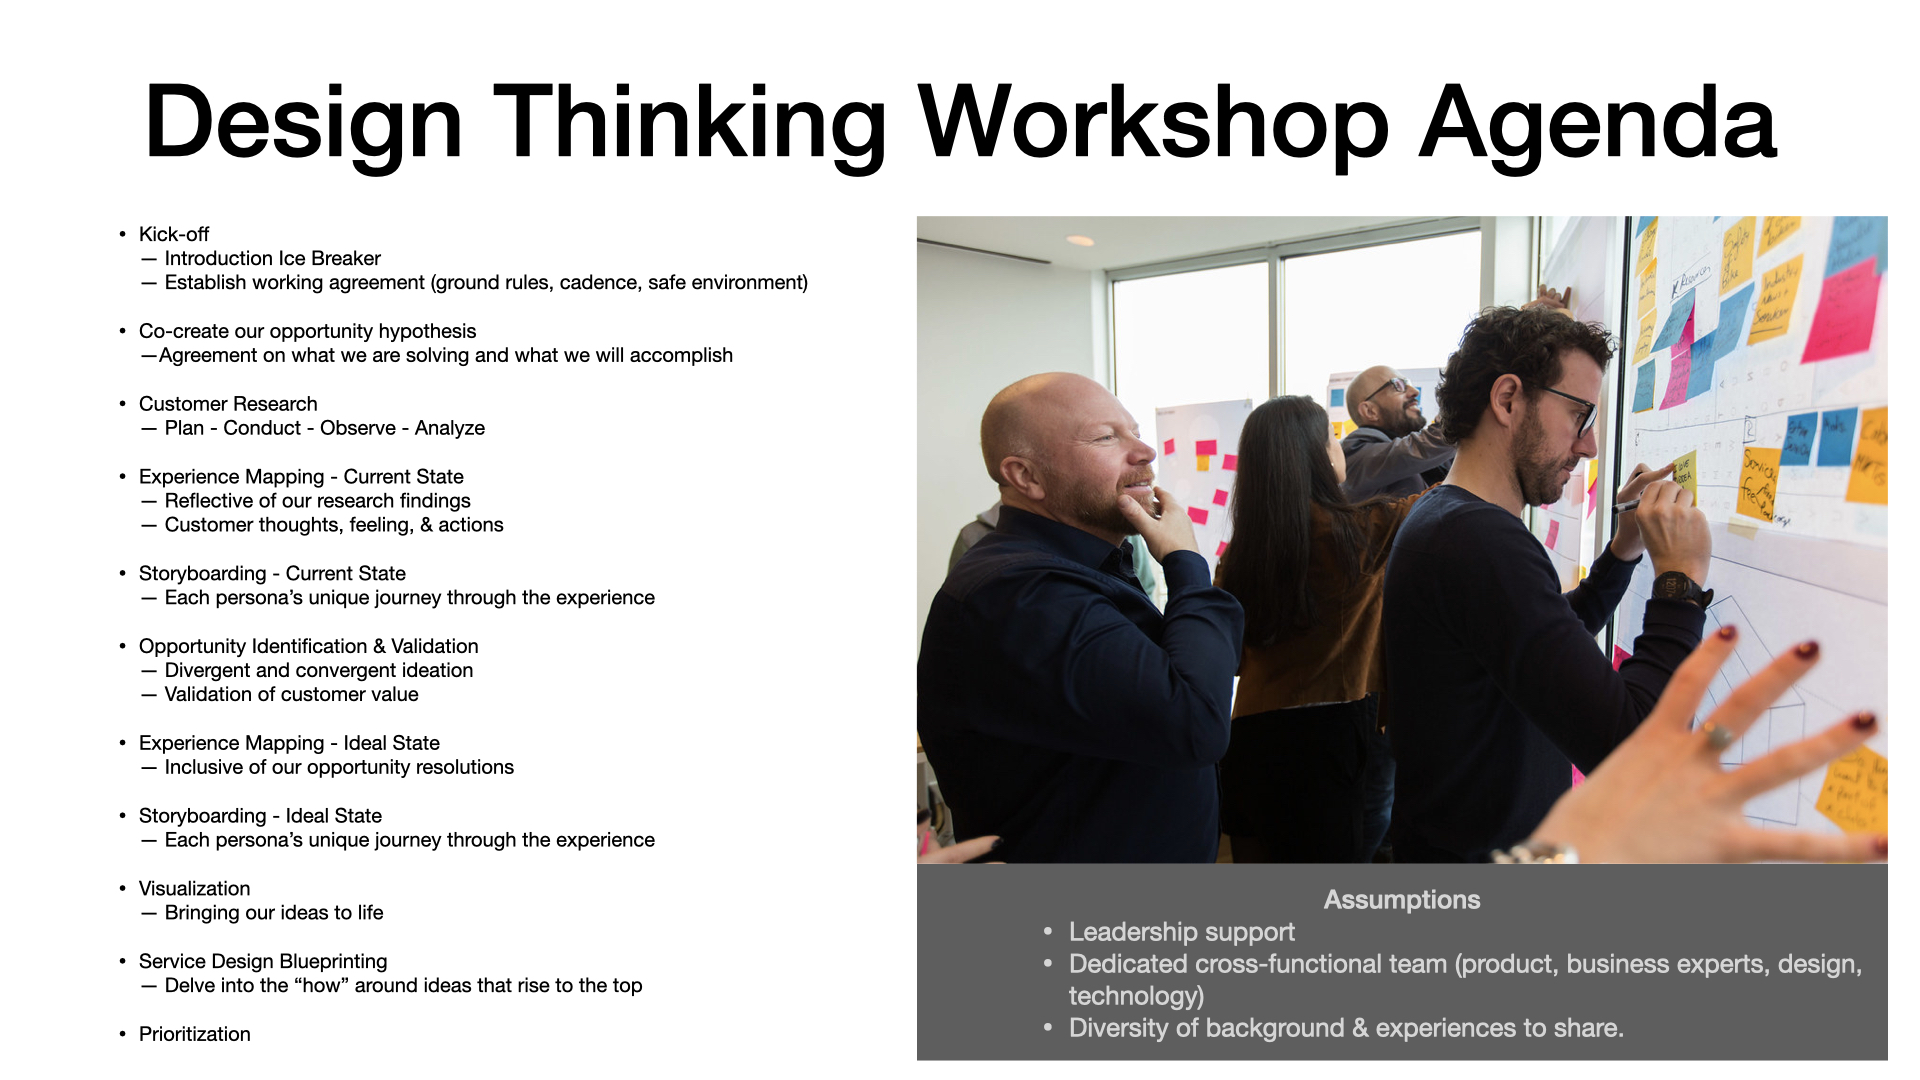 Design Thinking Workshop Agenda
• Kick-off
— Introduction Ice Breaker
— Establish working agreement (ground rules, cadence, safe environment)
• Co-create our opportunity hypothesis
—Agreement on what we are solving and what we will accomplish
• Customer Research
— Plan - Conduct - Observe - Analyze
• Experience Mapping - Current State
— Reflective of our research findings
— Customer thoughts, feeling, & actions
• Storyboarding - Current State
— Each persona’s unique journey through the experience
• Opportunity Identification & Validation
— Divergent and convergent ideation
— Validation of customer value
• Experience Mapping - Ideal State
— Inclusive of our opportunity resolutions
• Storyboarding - Ideal State
— Each persona’s unique journey through the experience
• Visualization
— Bringing our ideas to life
• Service Design Blueprinting
— Delve into the “how” around ideas that rise to the top
• Prioritization
Resources
Services
Assumptions
• Leadership support
• Dedicated cross-functional team (product, business experts, design,
technology)
• Diversity of background & experiences to share.